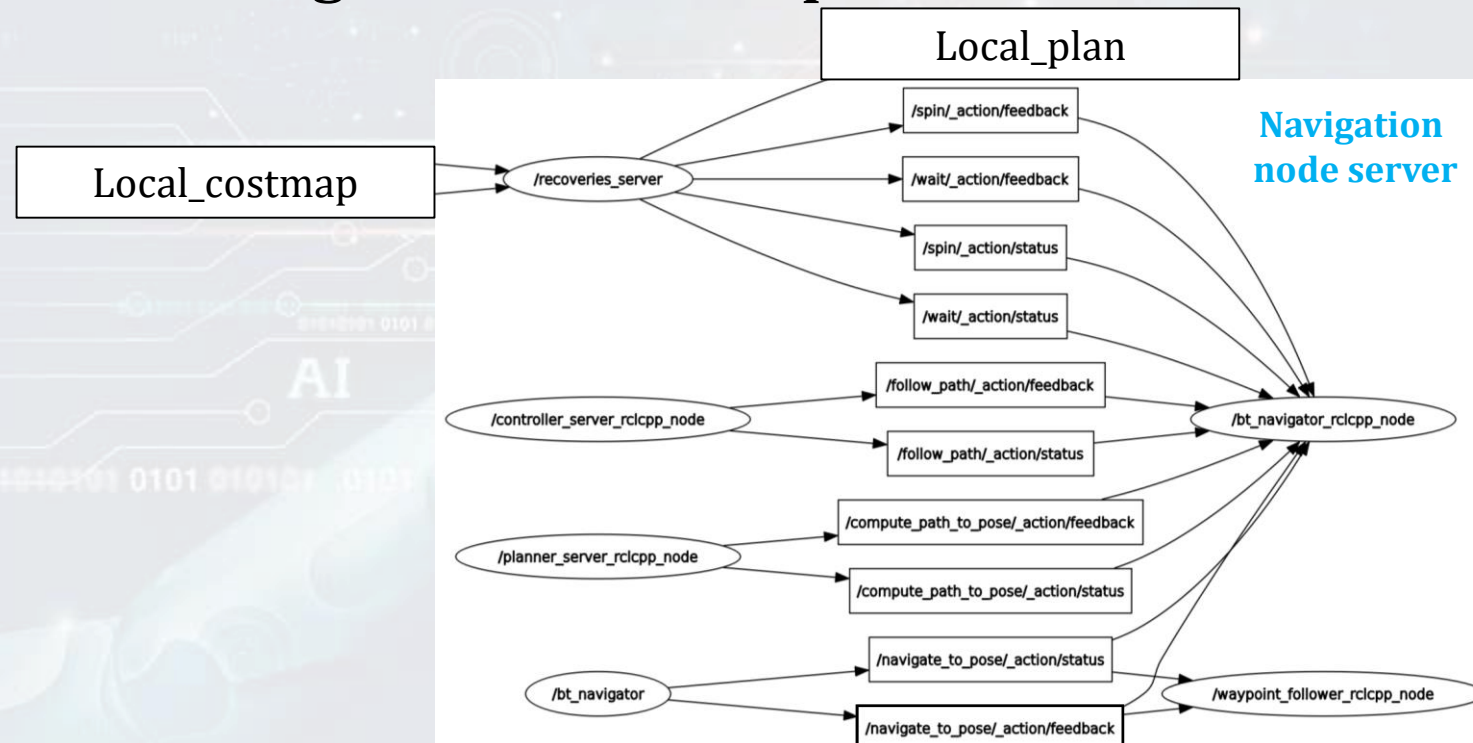 Local_plan
Navigation
node server
Local_costmap
/recoveries_server
/spin/_action/feedback
/wait/_action/feedback
/spin/_action/status
/wait/_action/status
/controller_server_rclcpp_node
/follow_path/_action/feedback
/follow_path/_action/status
/bt_navigator_rclcpp_node
/planner_server_rclcpp_node
/compute_path_to_pose/_action/feedback
/compute_path_to_pose/_action/status
/bt_navigator
/navigate_to_pose/_action/status
/navigate_to_pose/_action/feedback
/waypoint_follower_rclcpp_node
AI
0101